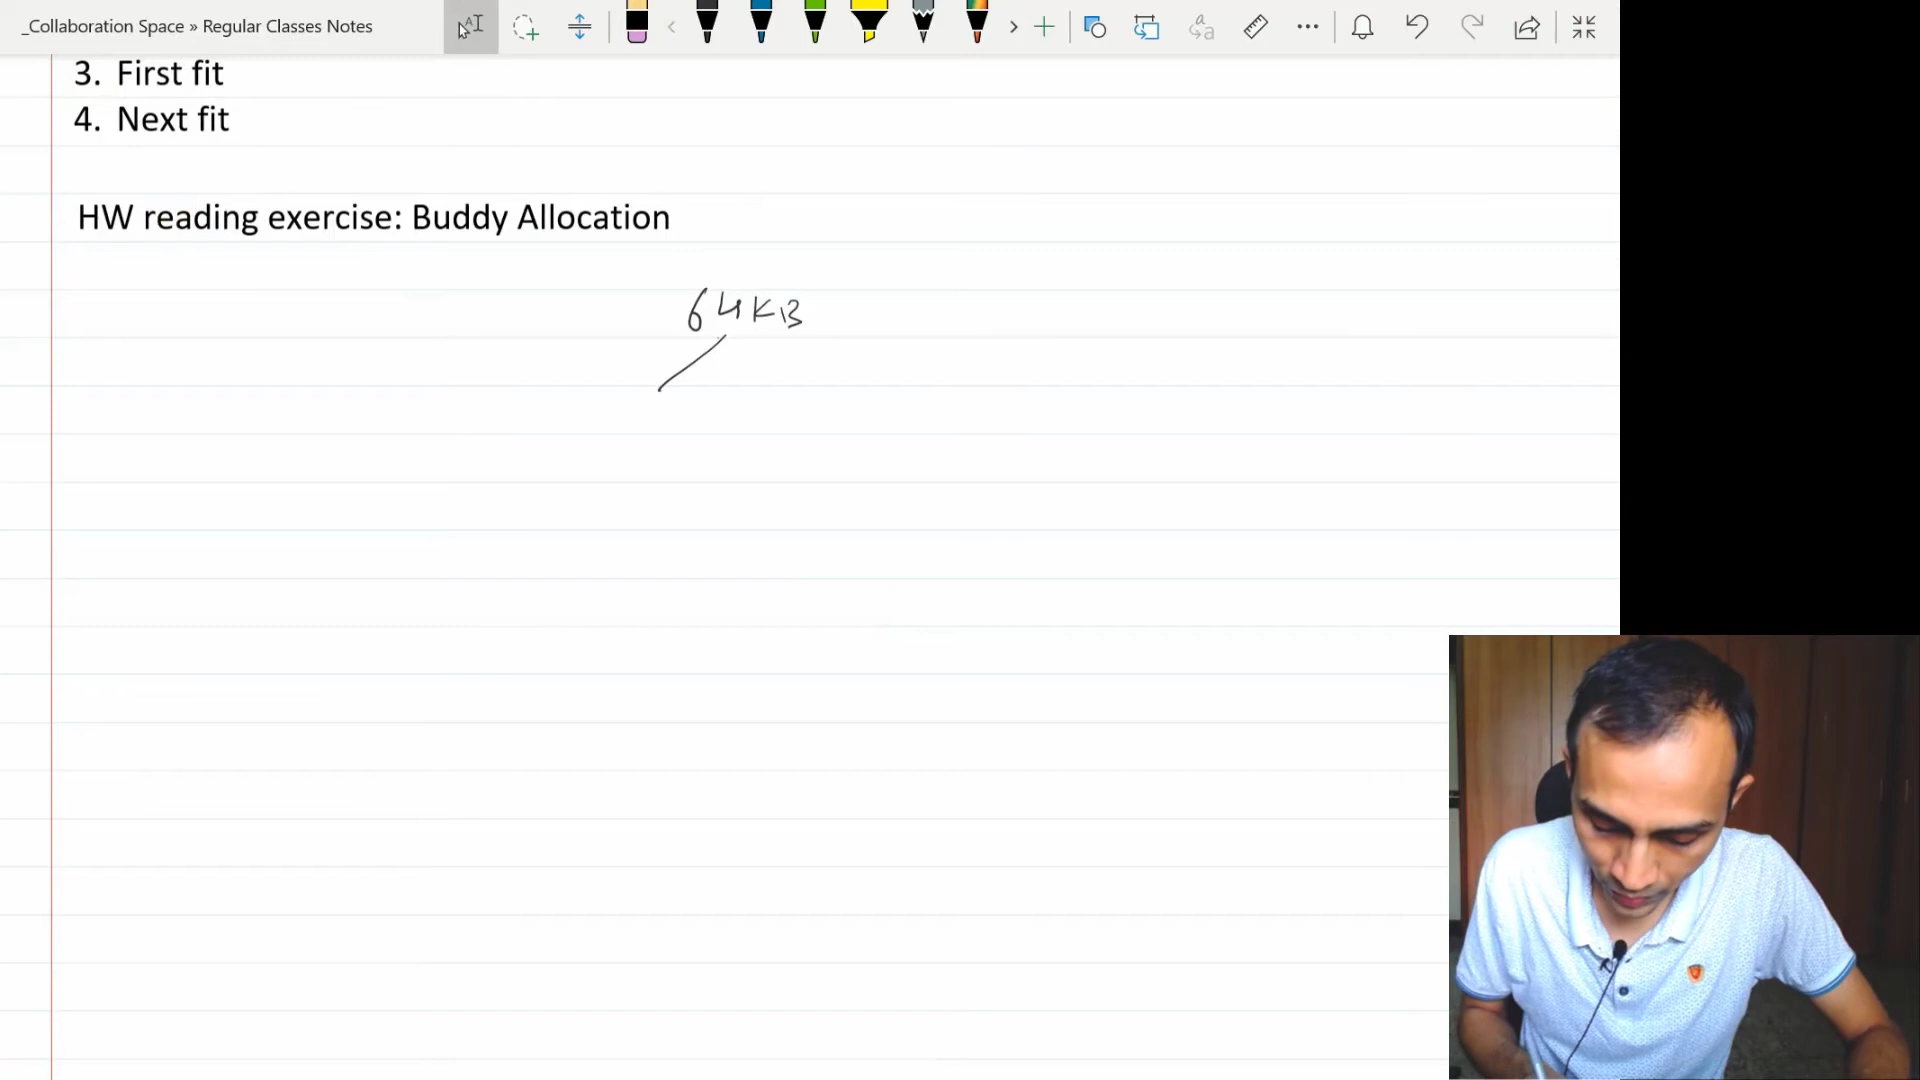 _Collaboration Space » Regular Classes Notes
3. First fit
4. Next fit
HW reading exercise: Buddy Allocation
64KB